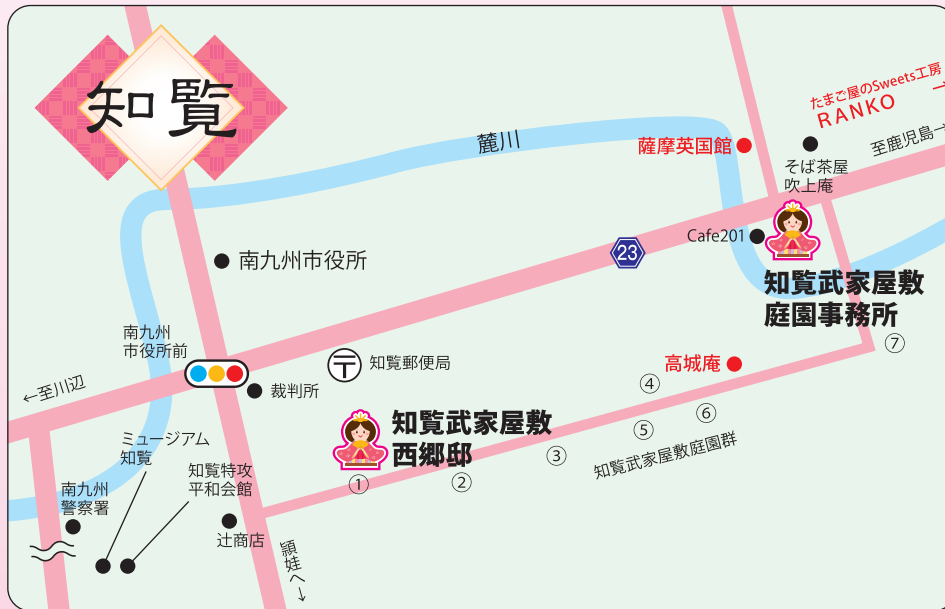 知覧
麓川
薩摩英国館
たまご屋のSweets工房
RANKO
→
至鹿児島→
そば茶屋
吹上庵
Cafe201
23
知覧武家屋敷
庭園事務所
南九州市役所
南九州
市役所前
〒
知覧郵便局
裁判所
←至川辺
高城庵
⑦
④
⑥
⑤
③
②
①
知覧武家屋敷
西郷邸
知覧武家屋敷庭園群
ミュージアム
知覧
知覧特攻
平和会館
南九州
警察署
辻商店
頴娃へ→